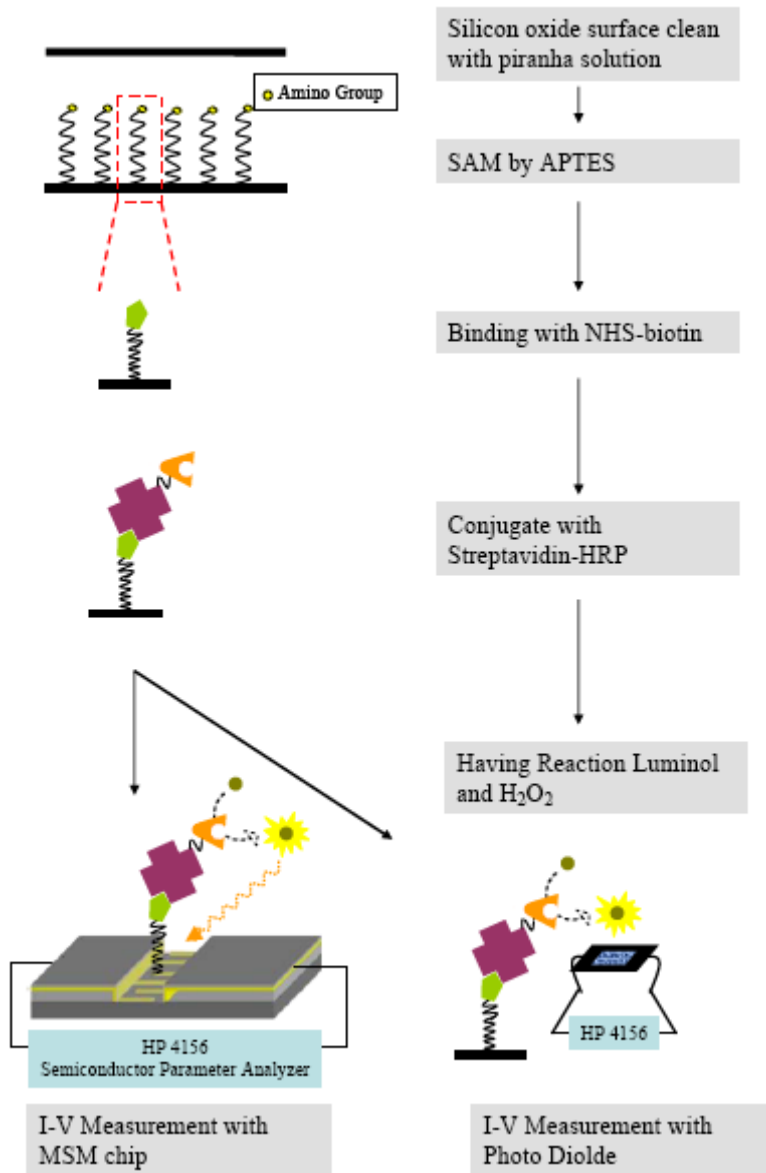 Silicon oxide surface clean
with piranha solution
Amino Group
SAM by APTES
Binding with NHS-biotin
Conjugate with
Streptavidin-HRP
Having Reaction Luminol
and H₂O₂
HP 4156
Semiconductor Parameter Analyzer
HP 4156
I-V Measurement with
MSM chip
I-V Measurement with
Photo Diolde